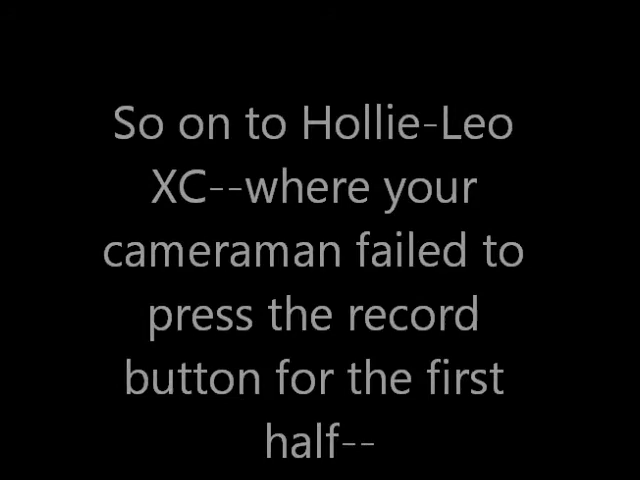 So on to Hollie-Leo
XC--where your
cameraman failed to
press the record
button for the first
half--